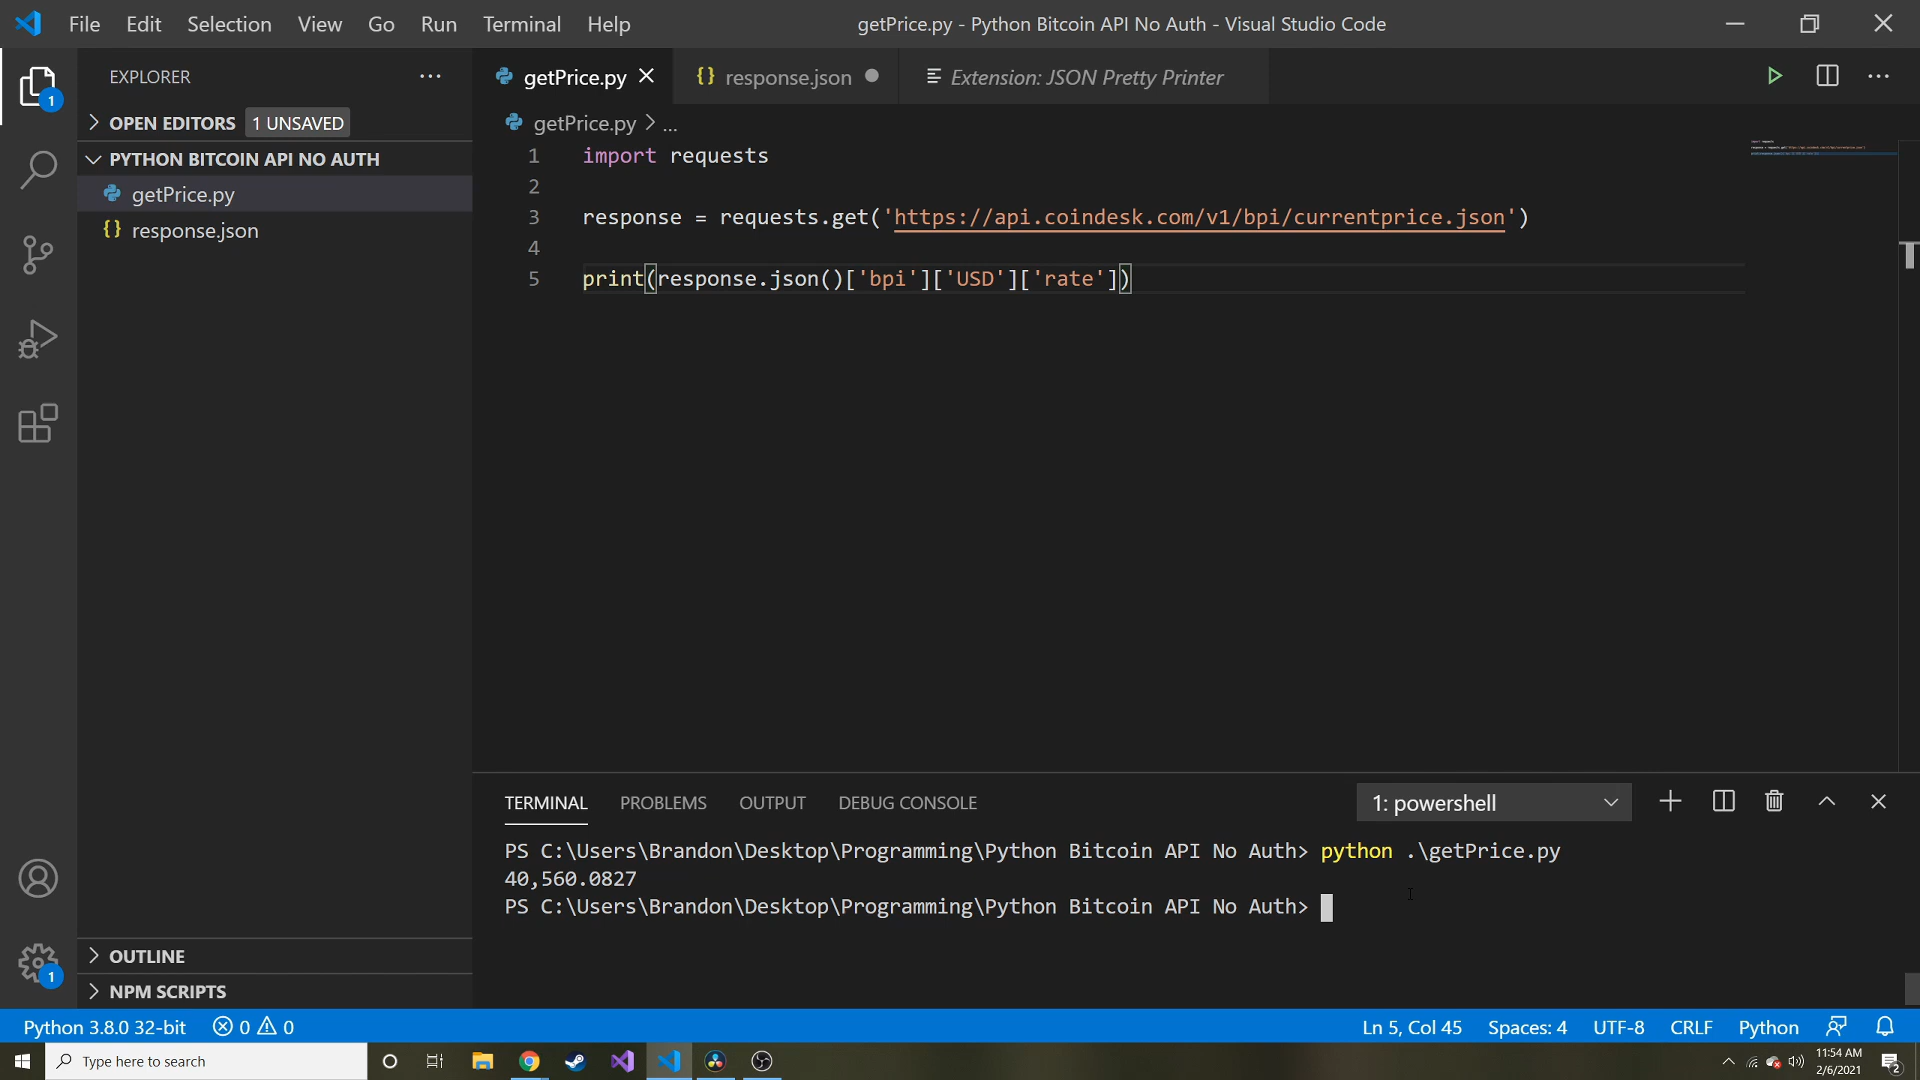 File Edit Selection View Go Run Terminal Help
getPrice.py - Python Bitcoin API No Auth - Visual Studio Code
EXPLORER
getPrice.py
response.json
Extension: JSON Pretty Printer
OPEN EDITORS 1 UNSAVED
getPrice.py > ...
PYTHON BITCOIN API NO AUTH
getPrice.py
response.json
1 import requests
2
3 response = requests.get('https://api.coindesk.com/v1/bpi/currentprice.json')
4
5 print(response.json()['bpi']['USD']['rate'])
1
TERMINAL PROBLEMS OUTPUT DEBUG CONSOLE
1: powershell
PS C:\Users\Brandon\Desktop\Programming\Python Bitcoin API No Auth> python .\getPrice.py
40,560.0827
PS C:\Users\Brandon\Desktop\Programming\Python Bitcoin API No Auth>
OUTLINE
NPM SCRIPTS
1
Python 3.8.0 32-bit 0 0
Ln 5, Col 45 Spaces: 4 UTF-8 CRLF Python
Type here to search
11:54 AM
2/6/2021
2